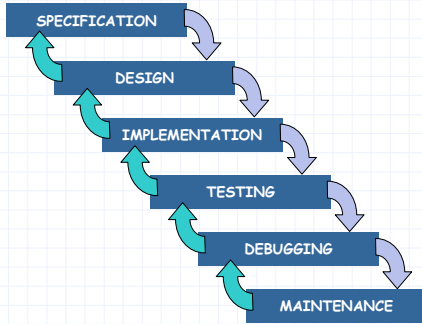 SPECIFICATION
DESIGN
IMPLEMENTATION
TESTING
DEBUGGING
MAINTENANCE